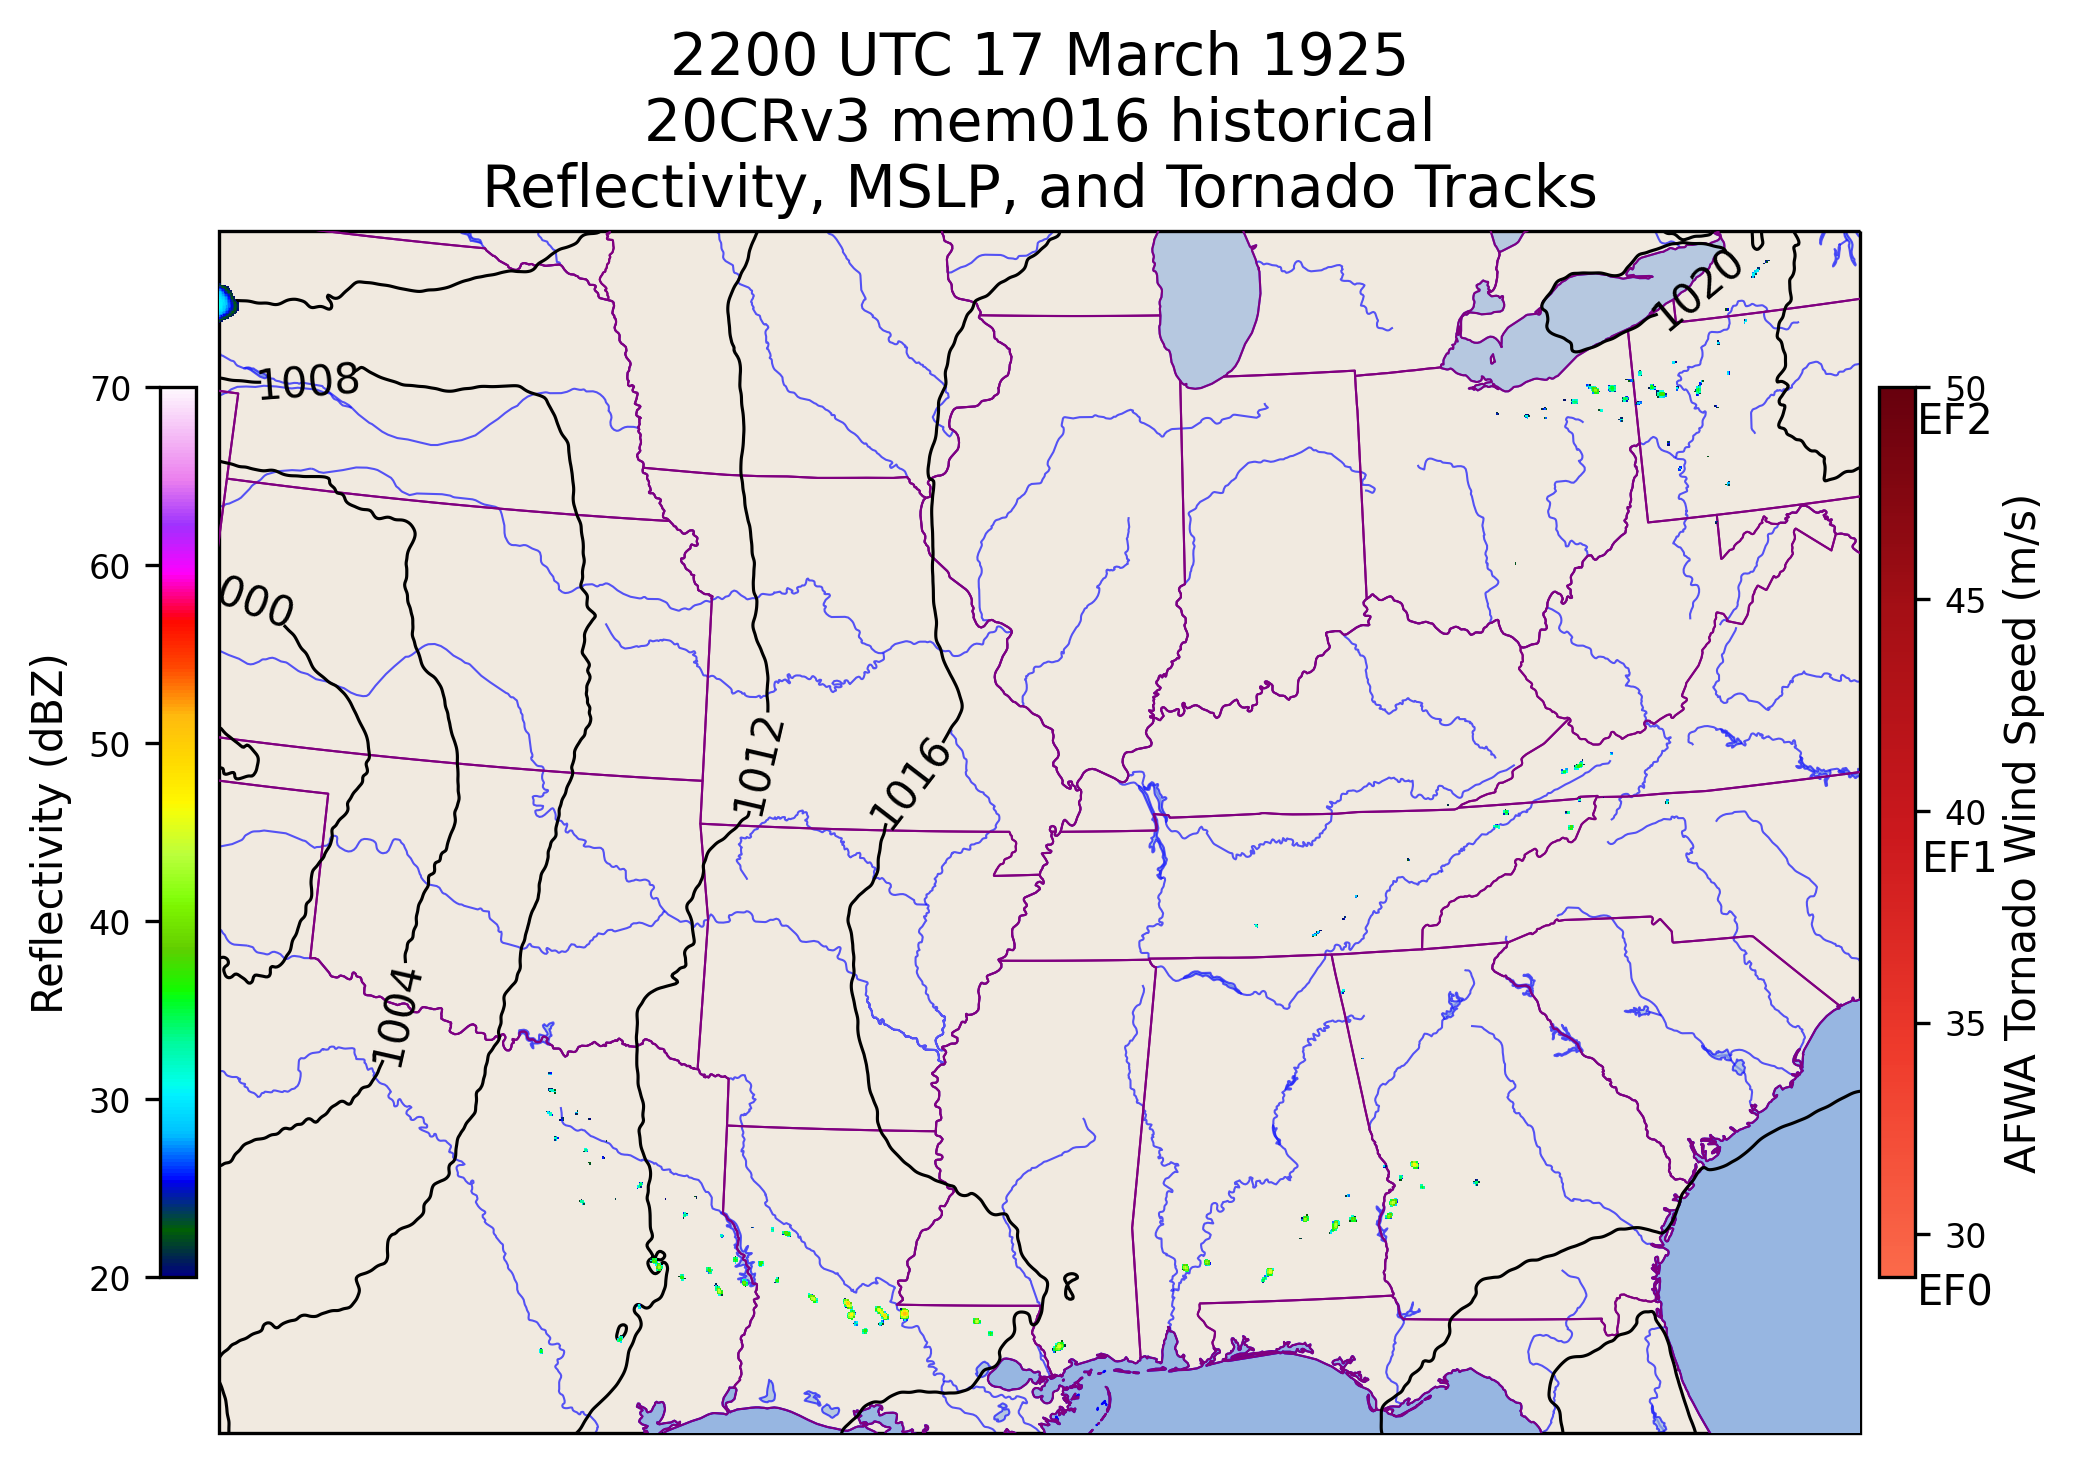 2200 UTC 17 March 1925
20CRv3 mem016 historical
Reflectivity, MSLP, and Tornado Tracks
1020
1008
000
1012
1016
1004
8
Reflectivity (dBZ)
70
60
50
40
30
20
50
EF2
45
40
EF1
35
30
EF0
AFWA Tornado Wind Speed (m/s)